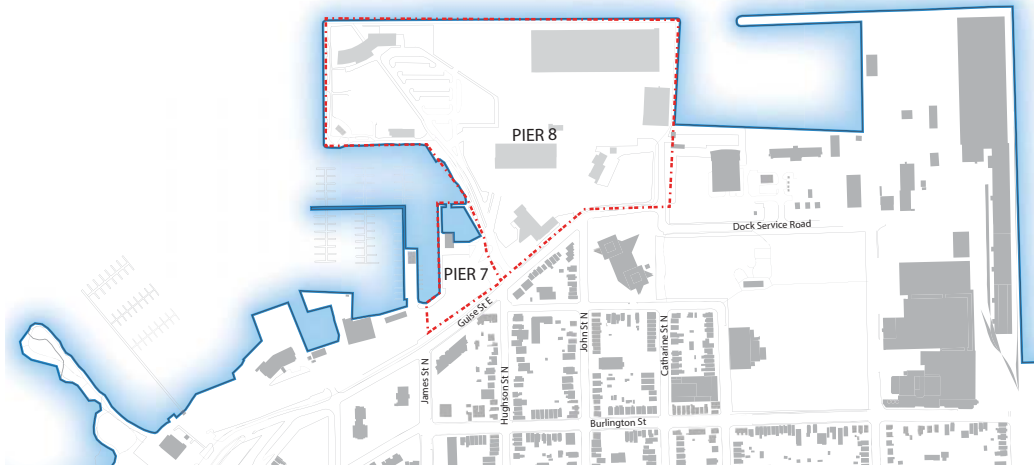 PIER 8
Dock Service Road
PIER 7
Guise St E
John St N
Catharine St N
James St N
Hughson St N
Burlington St